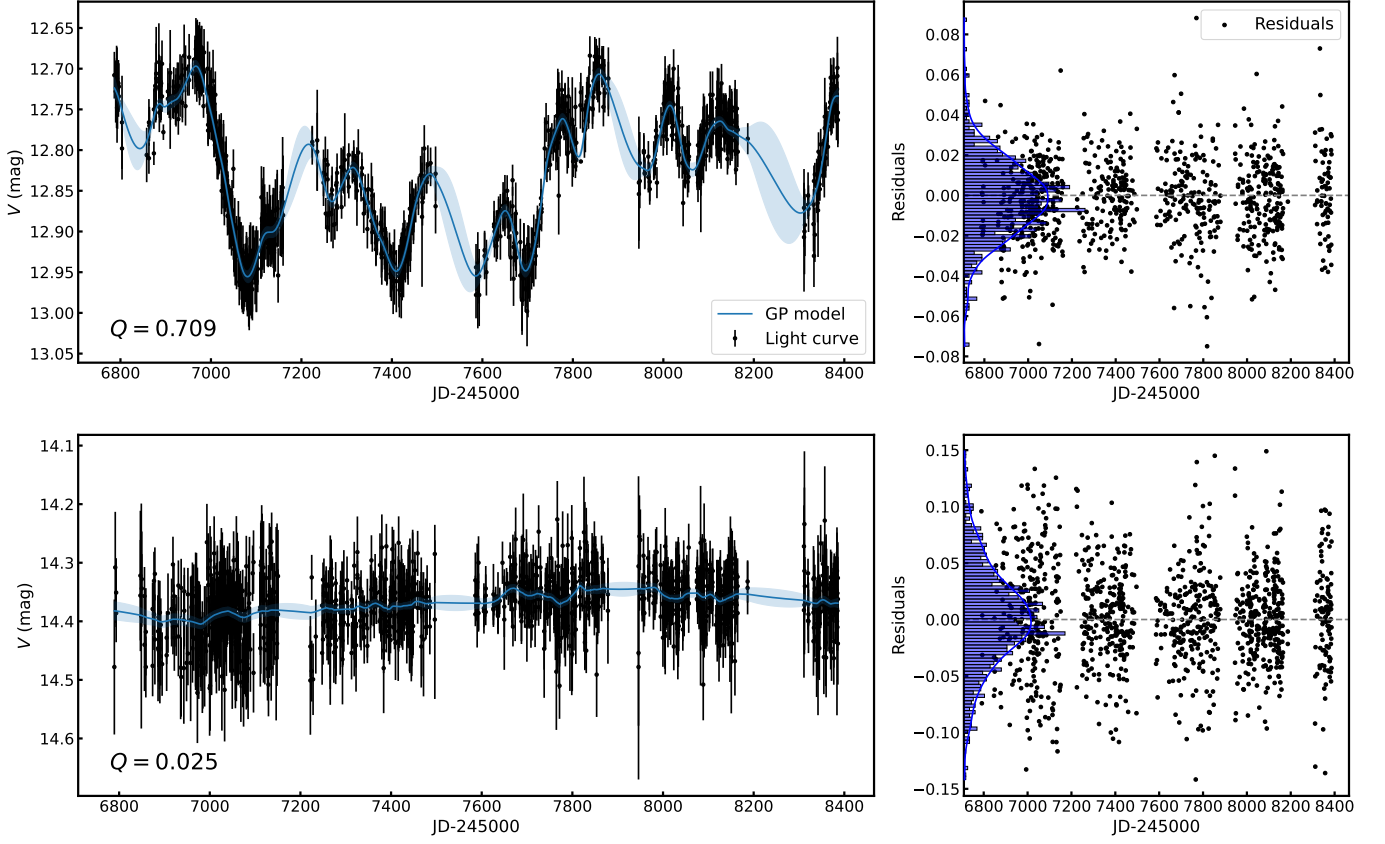 12.65
12.70
12.75
12.80
12.85
12.90
12.95
13.00
13.05
V (mag)
Q = 0.709
GP model
Light curve
6800 7000 7200 7400 7600 7800 8000 8200 8400
JD-245000
Residuals
0.08
0.06
0.04
0.02
0.00
−0.02
−0.04
−0.06
−0.08
Residuals
6800 7000 7200 7400 7600 7800 8000 8200 8400
JD-245000
14.1
14.2
14.3
14.4
14.5
14.6
V (mag)
Q = 0.025
6800 7000 7200 7400 7600 7800 8000 8200 8400
JD-245000
0.15
0.10
0.05
0.00
−0.05
−0.10
−0.15
Residuals
6800 7000 7200 7400 7600 7800 8000 8200 8400
JD-245000